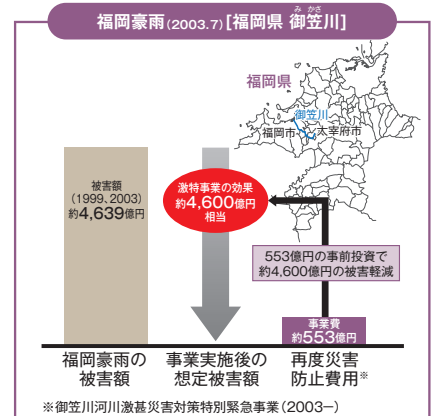 福岡豪雨(2003.7)[福岡県 御笠川]
みかさ
福岡県
御笠川
福岡市
太宰府市
被害額
(1999、2003)
約4,639億円
激特事業の効果
約4,600億円
相当
553億円の事前投資で
約4,600億円の被害軽減
事業費
約553億円
福岡豪雨の
被害額
事業実施後の
想定被害額
再度災害
防止費用※
※御笠川河川激甚災害対策特別緊急事業(2003ー)